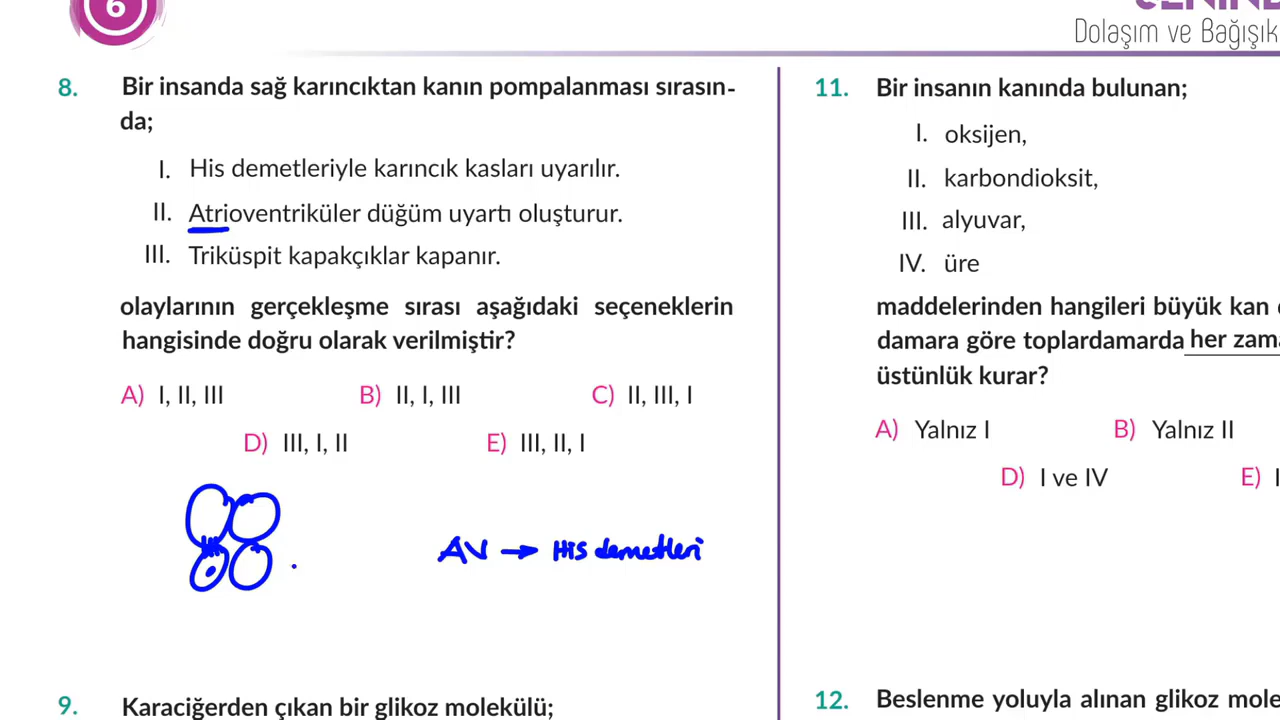 6
Dolaşım ve Bağışık
8. Bir insanda sağ karıncıktan kanın pompalanması sırasın-
da;
I. His demetleriyle karıncık kasları uyarılır.
II. Atrioventriküler düğüm uyartı oluşturur.
III. Triküspit kapakçıklar kapanır.
olaylarının gerçekleşme sırası aşağıdaki seçeneklerin
hangisinde doğru olarak verilmiştir?
A) I, II, III B) II, I, III C) II, III, I
D) III, I, II E) III, II, I
AV → His demetleri
9. Karaciğerden çıkan bir glikoz molekülü;
11. Bir insanın kanında bulunan;
I. oksijen,
II. karbondioksit,
III. alyuvar,
IV. üre
maddelerinden hangileri büyük kan
damara göre toplardamarda her zama
üstünlük kurar?
A) Yalnız I B) Yalnız II
D) I ve IV E) I
12. Beslenme yoluyla alınan glikoz mole